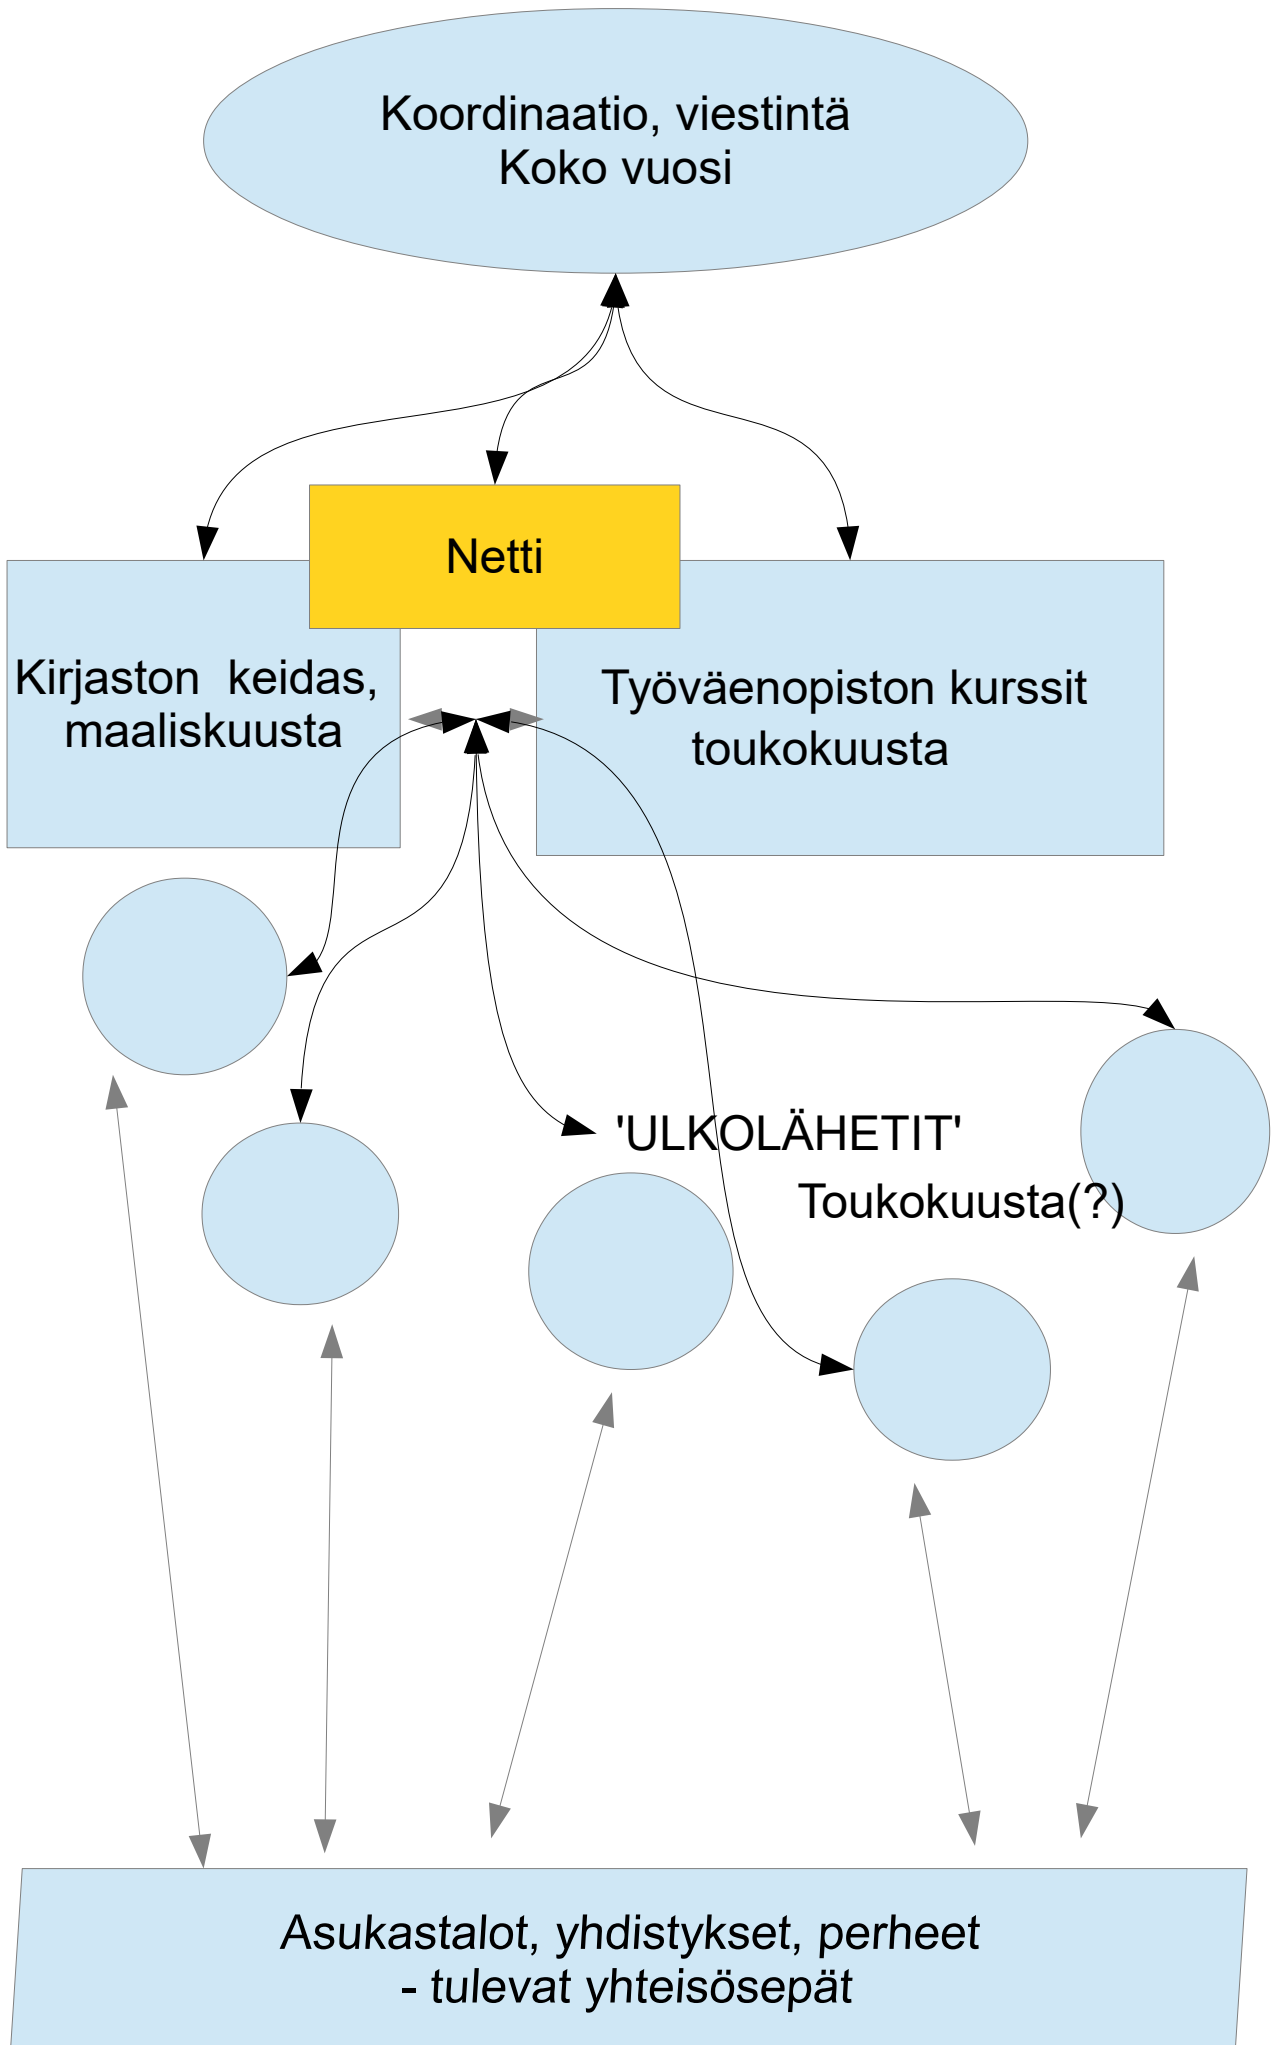 Koordinaatio, viestintä
Koko vuosi
Netti
Kirjaston keidas,
maaliskuusta
Työväenopiston kurssit
toukokuusta
'ULKOLÄHETIT'
Toukokuusta(?)
Asukastalot, yhdistykset, perheet
- tulevat yhteisösepät